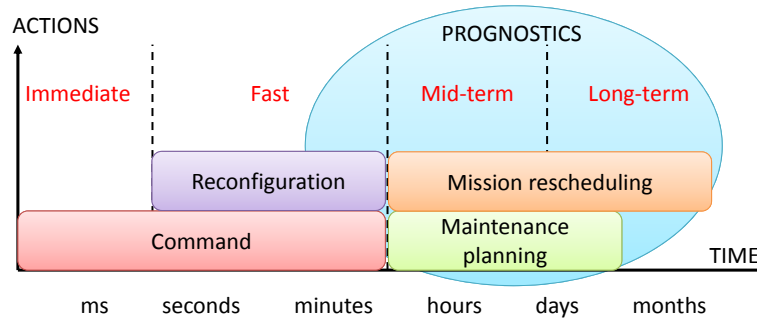 ACTIONS
PROGNOSTICS
Immediate Fast Mid-term Long-term
Reconfiguration Mission rescheduling
Command Maintenance
planning
TIME
ms seconds minutes hours days months